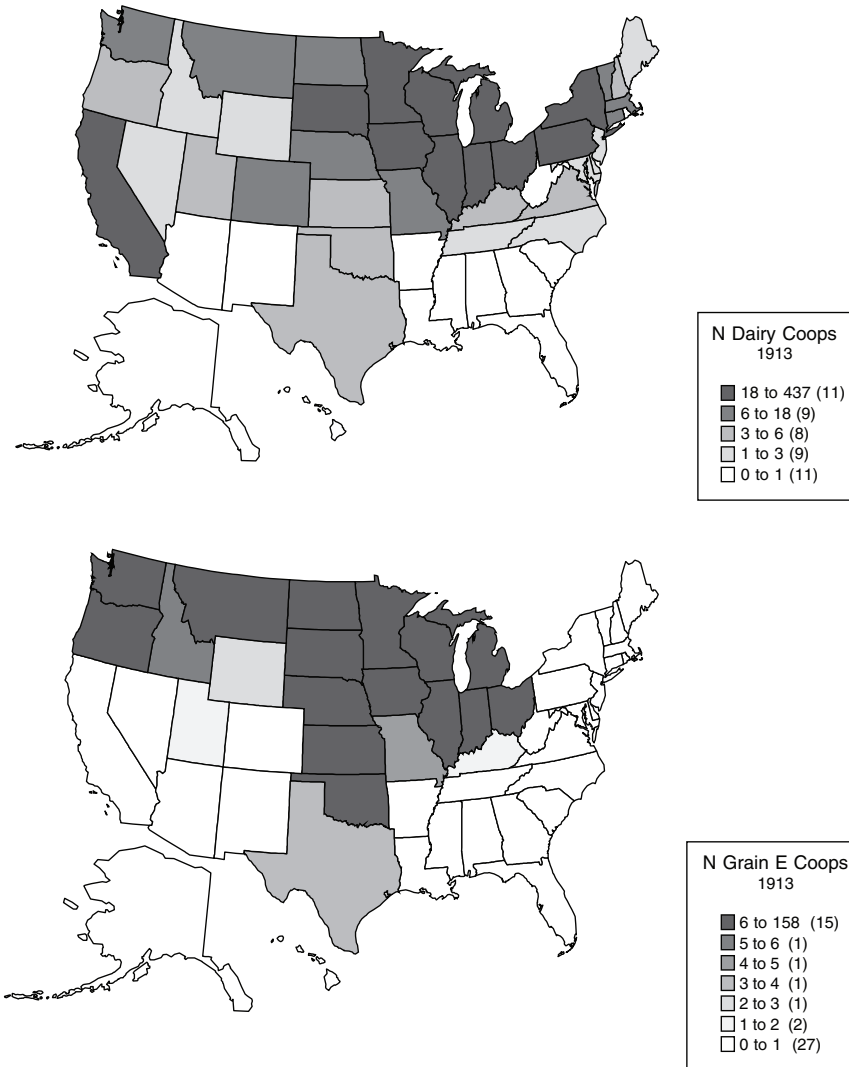 N Dairy Coops
1913
18 to 437 (11)
6 to 18 (9)
3 to 6 (8)
1 to 3 (9)
0 to 1 (11)
N Grain E Coops
1913
6 to 158 (15)
5 to 6 (1)
4 to 5 (1)
3 to 4 (1)
2 to 3 (1)
1 to 2 (2)
0 to 1 (27)